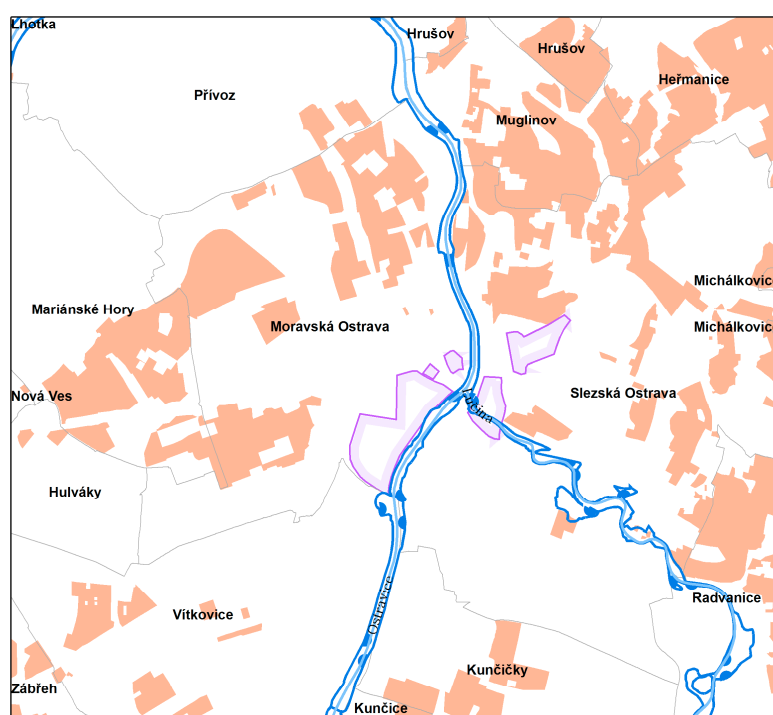 Lhotka
Hrušov
Hrušov
Heřmanice
Přívoz
Muglinov
Michálkovice
Mariánské Hory
Moravská Ostrava
Michálkovice
Nová Ves
Slezská Ostrava
Lučina
Hulváky
Ostravice
Radvanice
Vítkovice
Kunčičky
Zábřeh
Kunčice